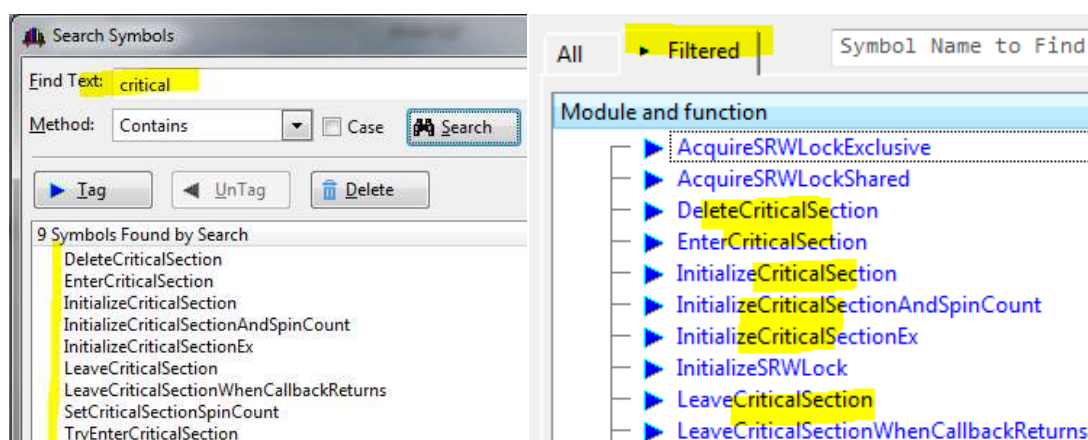 Search Symbols
Find Text: critical
Method: Contains Case Search
Tag UnTag Delete
9 Symbols Found by Search
DeleteCriticalSection
EnterCriticalSection
InitializeCriticalSection
InitializeCriticalSectionAndSpinCount
InitializeCriticalSectionEx
LeaveCriticalSection
LeaveCriticalSectionWhenCallbackReturns
SetCriticalSectionSpinCount
TryEnterCriticalSection
All Filtered Symbol Name to Find
Module and function
AcquireSRWLockExclusive
AcquireSRWLockShared
DeleteCriticalSection
EnterCriticalSection
InitializeCriticalSection
InitializeCriticalSectionAndSpinCount
InitializeCriticalSectionEx
InitializeSRWLock
LeaveCriticalSection
LeaveCriticalSectionWhenCallbackReturns